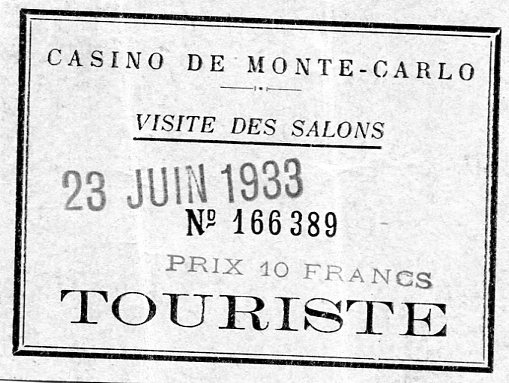 CASINO DE MONTE-CARLO
VISITE DES SALONS
23 JUIN 1933
Nº 166389
PRIX 10 FRANCS
TOURISTE